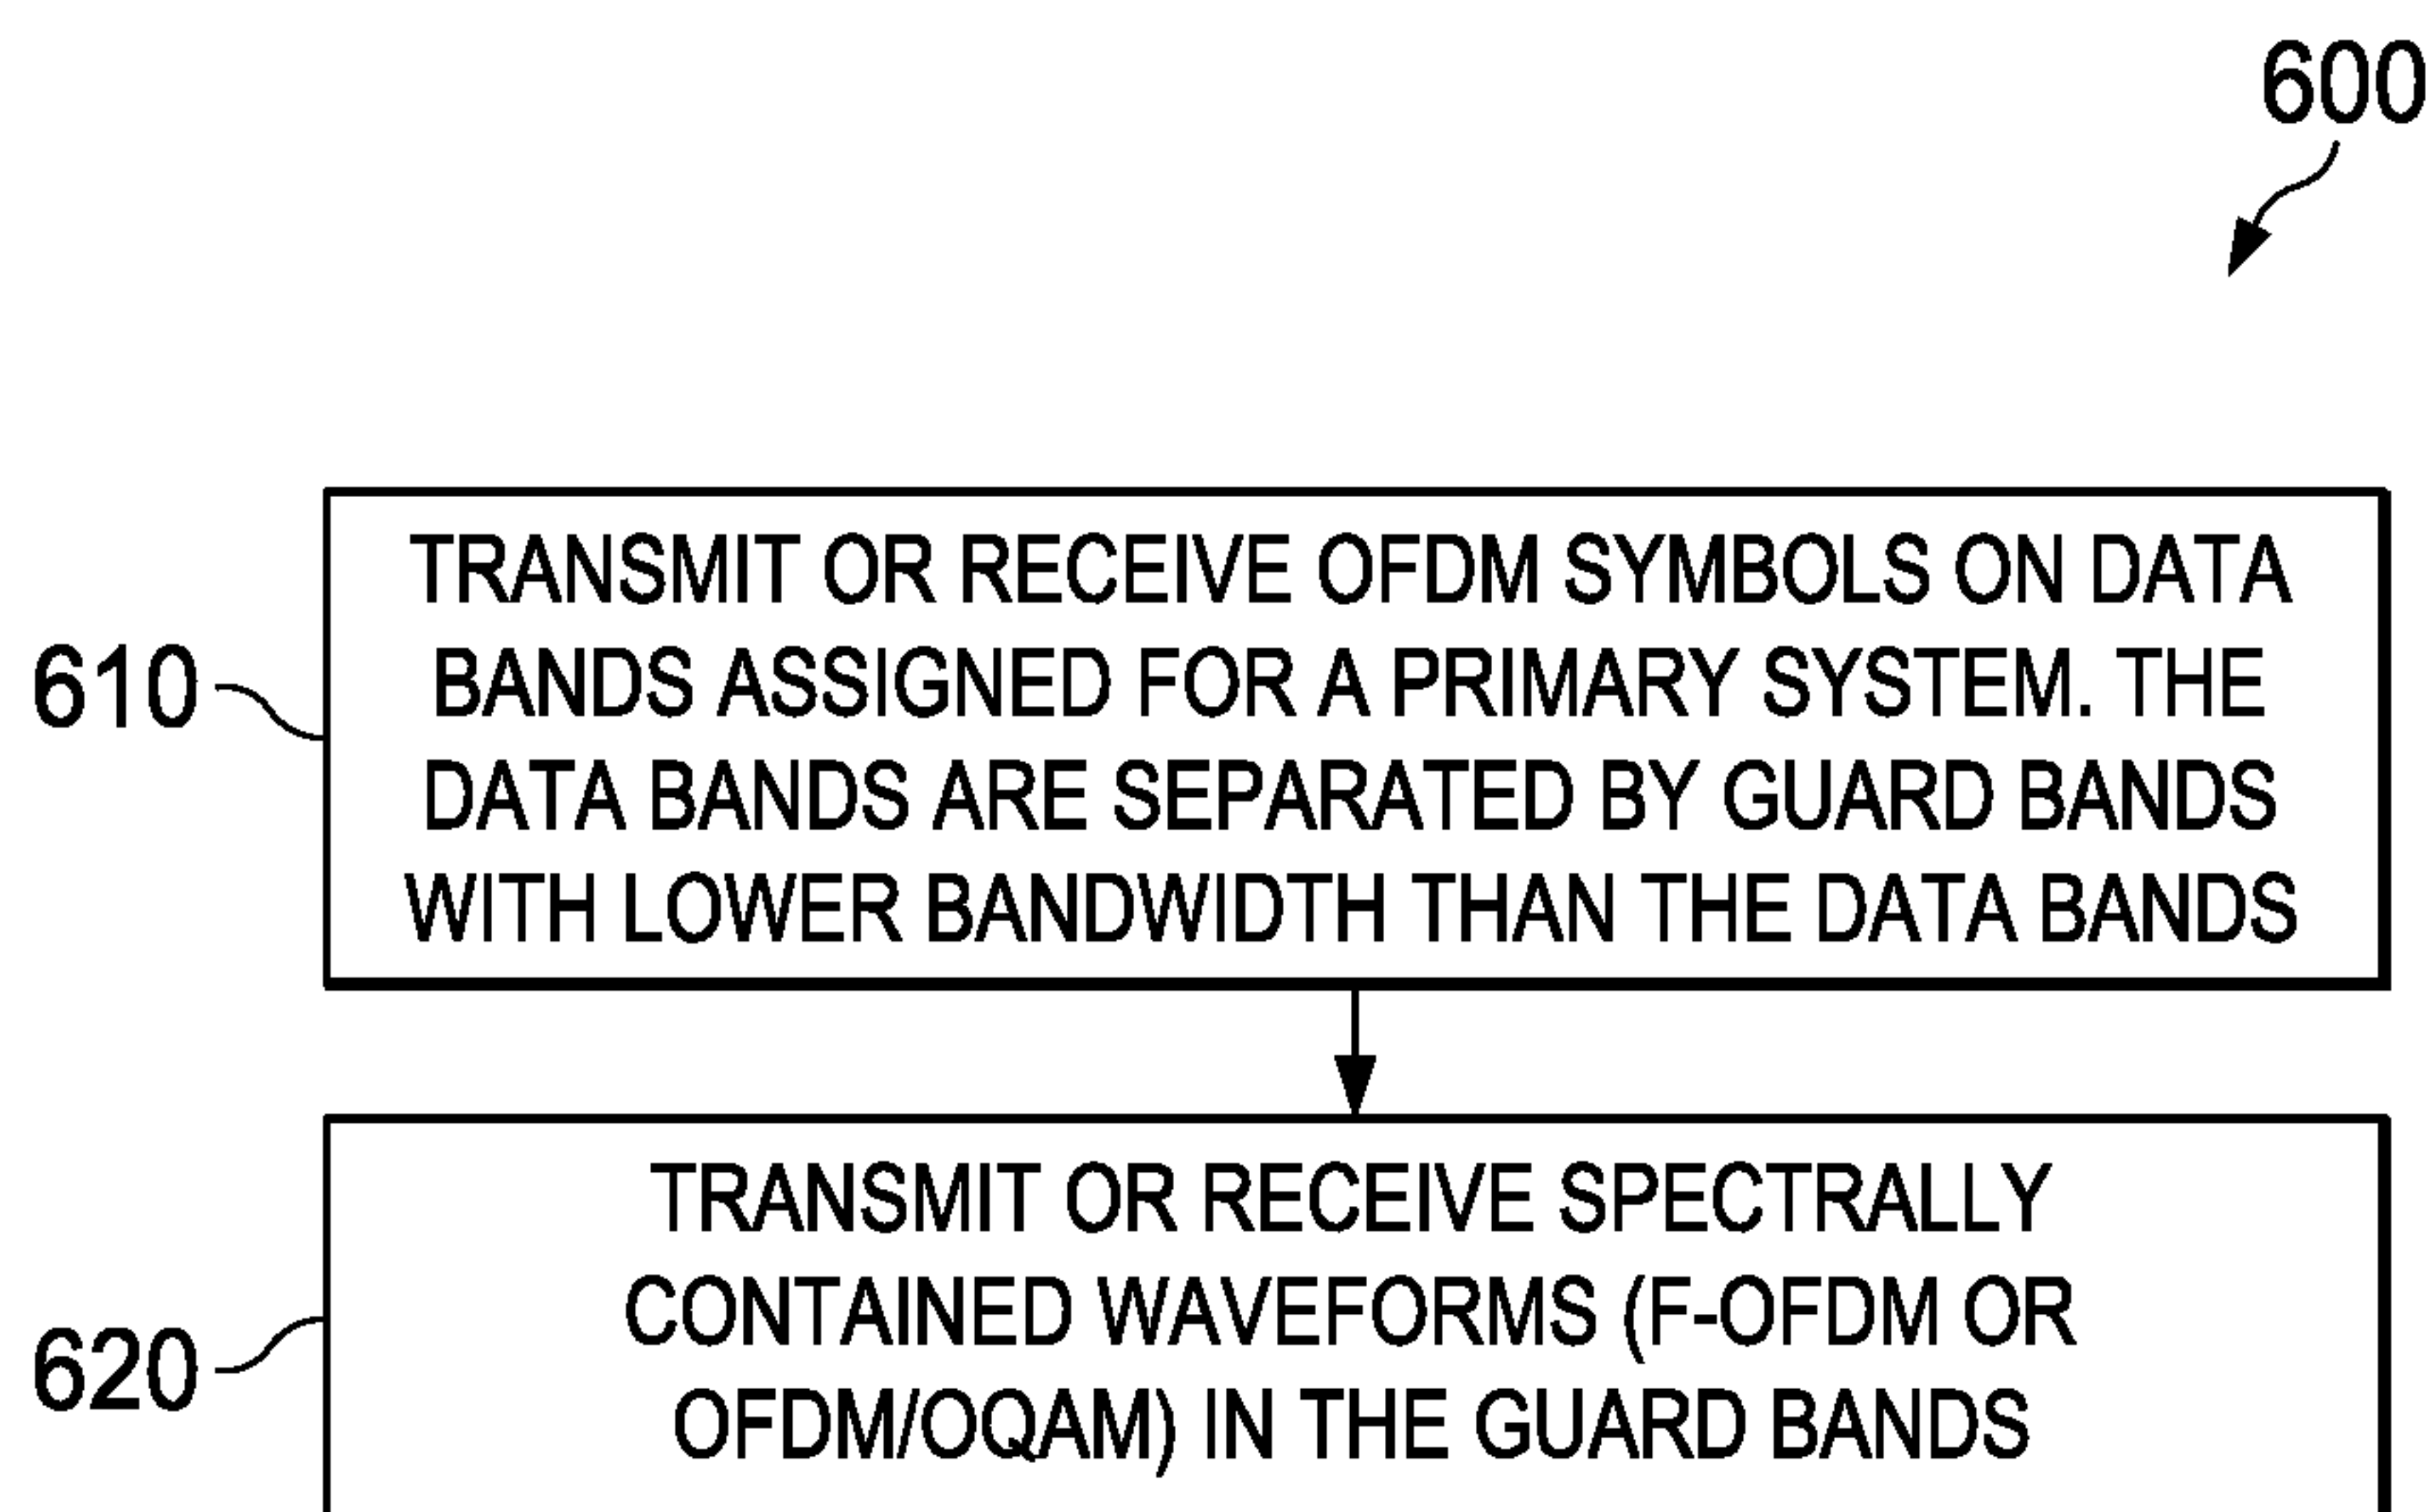 600
TRANSMIT OR RECEIVE OFDM SYMBOLS ON DATA
BANDS ASSIGNED FOR A PRIMARY SYSTEM. THE
DATA BANDS ARE SEPARATED BY GUARD BANDS
WITH LOWER BANDWIDTH THAN THE DATA BANDS
610
TRANSMIT OR RECEIVE SPECTRALLY
CONTAINED WAVEFORMS (F-OFDM OR
OFDM/OQAM) IN THE GUARD BANDS
620